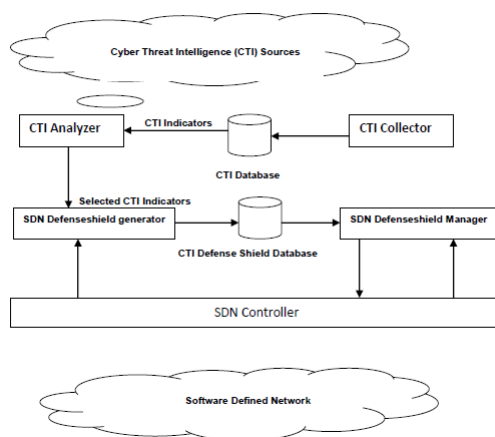 Cyber Threat Intelligence (CTI) Sources
CTI Analyzer
CTI Indicators
CTI Collector
CTI Database
Selected CTI Indicators
SDN Defenseshield generator
SDN Defenseshield Manager
CTI Defense Shield Database
SDN Controller
Software Defined Network